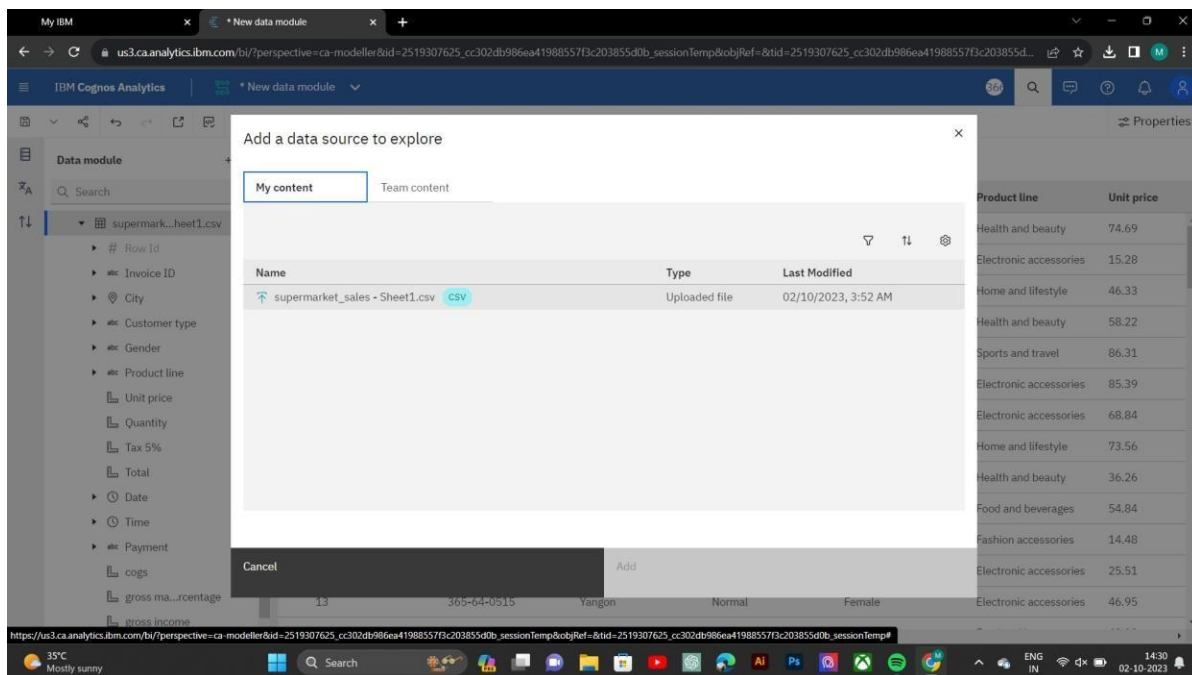 My IBM
* New data module
us3.ca.analytics.ibm.com/bi/?perspective=ca-modeller&id=2519307625_cc302db986ea41988557f3c203855d0b_sessionTemp&objRef=&tid=2519307625_cc302db986ea41988557f3c203855d...
M
IBM Cognos Analytics
* New data module
Properties
Add a data source to explore
Data module
My content
Team content
Search
Product line
Unit price
supermark...heet1.csv
Health and beauty
74.69
# Row Id
Electronic accessories
15.28
abc Invoice ID
Name
Type
Last Modified
City
supermarket_sales - Sheet1.csv
CSV
Uploaded file
02/10/2023, 3:52 AM
Home and lifestyle
46.33
abc Customer type
Health and beauty
58.22
abc Gender
Sports and travel
86.31
abc Product line
Electronic accessories
85.39
Unit price
Quantity
Electronic accessories
68.84
Tax 5%
Home and lifestyle
73.56
Total
Health and beauty
36.26
Date
Food and beverages
54.84
Time
Fashion accessories
14.48
abc Payment
Cancel
Add
cogs
Electronic accessories
25.51
gross ma...rcentage
13
365-64-0515
Yangon
Normal
Female
Electronic accessories
46.95
gross income
https://us3.ca.analytics.ibm.com/bi/?perspective=ca-modeller&id=2519307625_cc302db986ea41988557f3c203855d0b_sessionTemp&objRef=&tid=2519307625_cc302db986ea41988557f3c203855d0b_sessionTemp#
35°C
Mostly sunny
Search
Ai
Ps
ENG
IN
14:30
02-10-2023